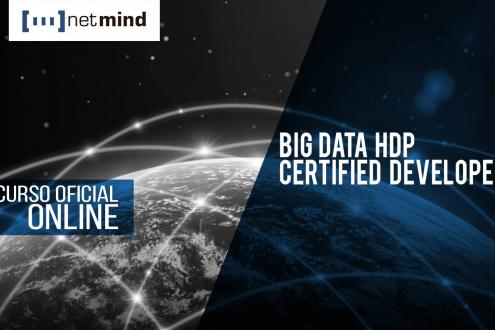 netmind
CURSO OFICIAL
ONLINE
BIG DATA HDP
CERTIFIED DEVELOPE